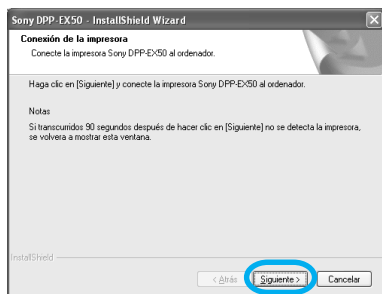 Sony DPP-EX50 - InstallShield Wizard
Conexión de la impresora
Conecte la impresora Sony DPP-EX50 al ordenador.
Haga clic en [Siguiente] y conecte la impresora Sony DPP-EX50 al ordenador.
Notas
Si transcurridos 90 segundos después de hacer clic en [Siguiente] no se detecta la impresora,
se volvera a mostrar esta ventana.
InstallShield
< Atrás Siguiente > Cancelar